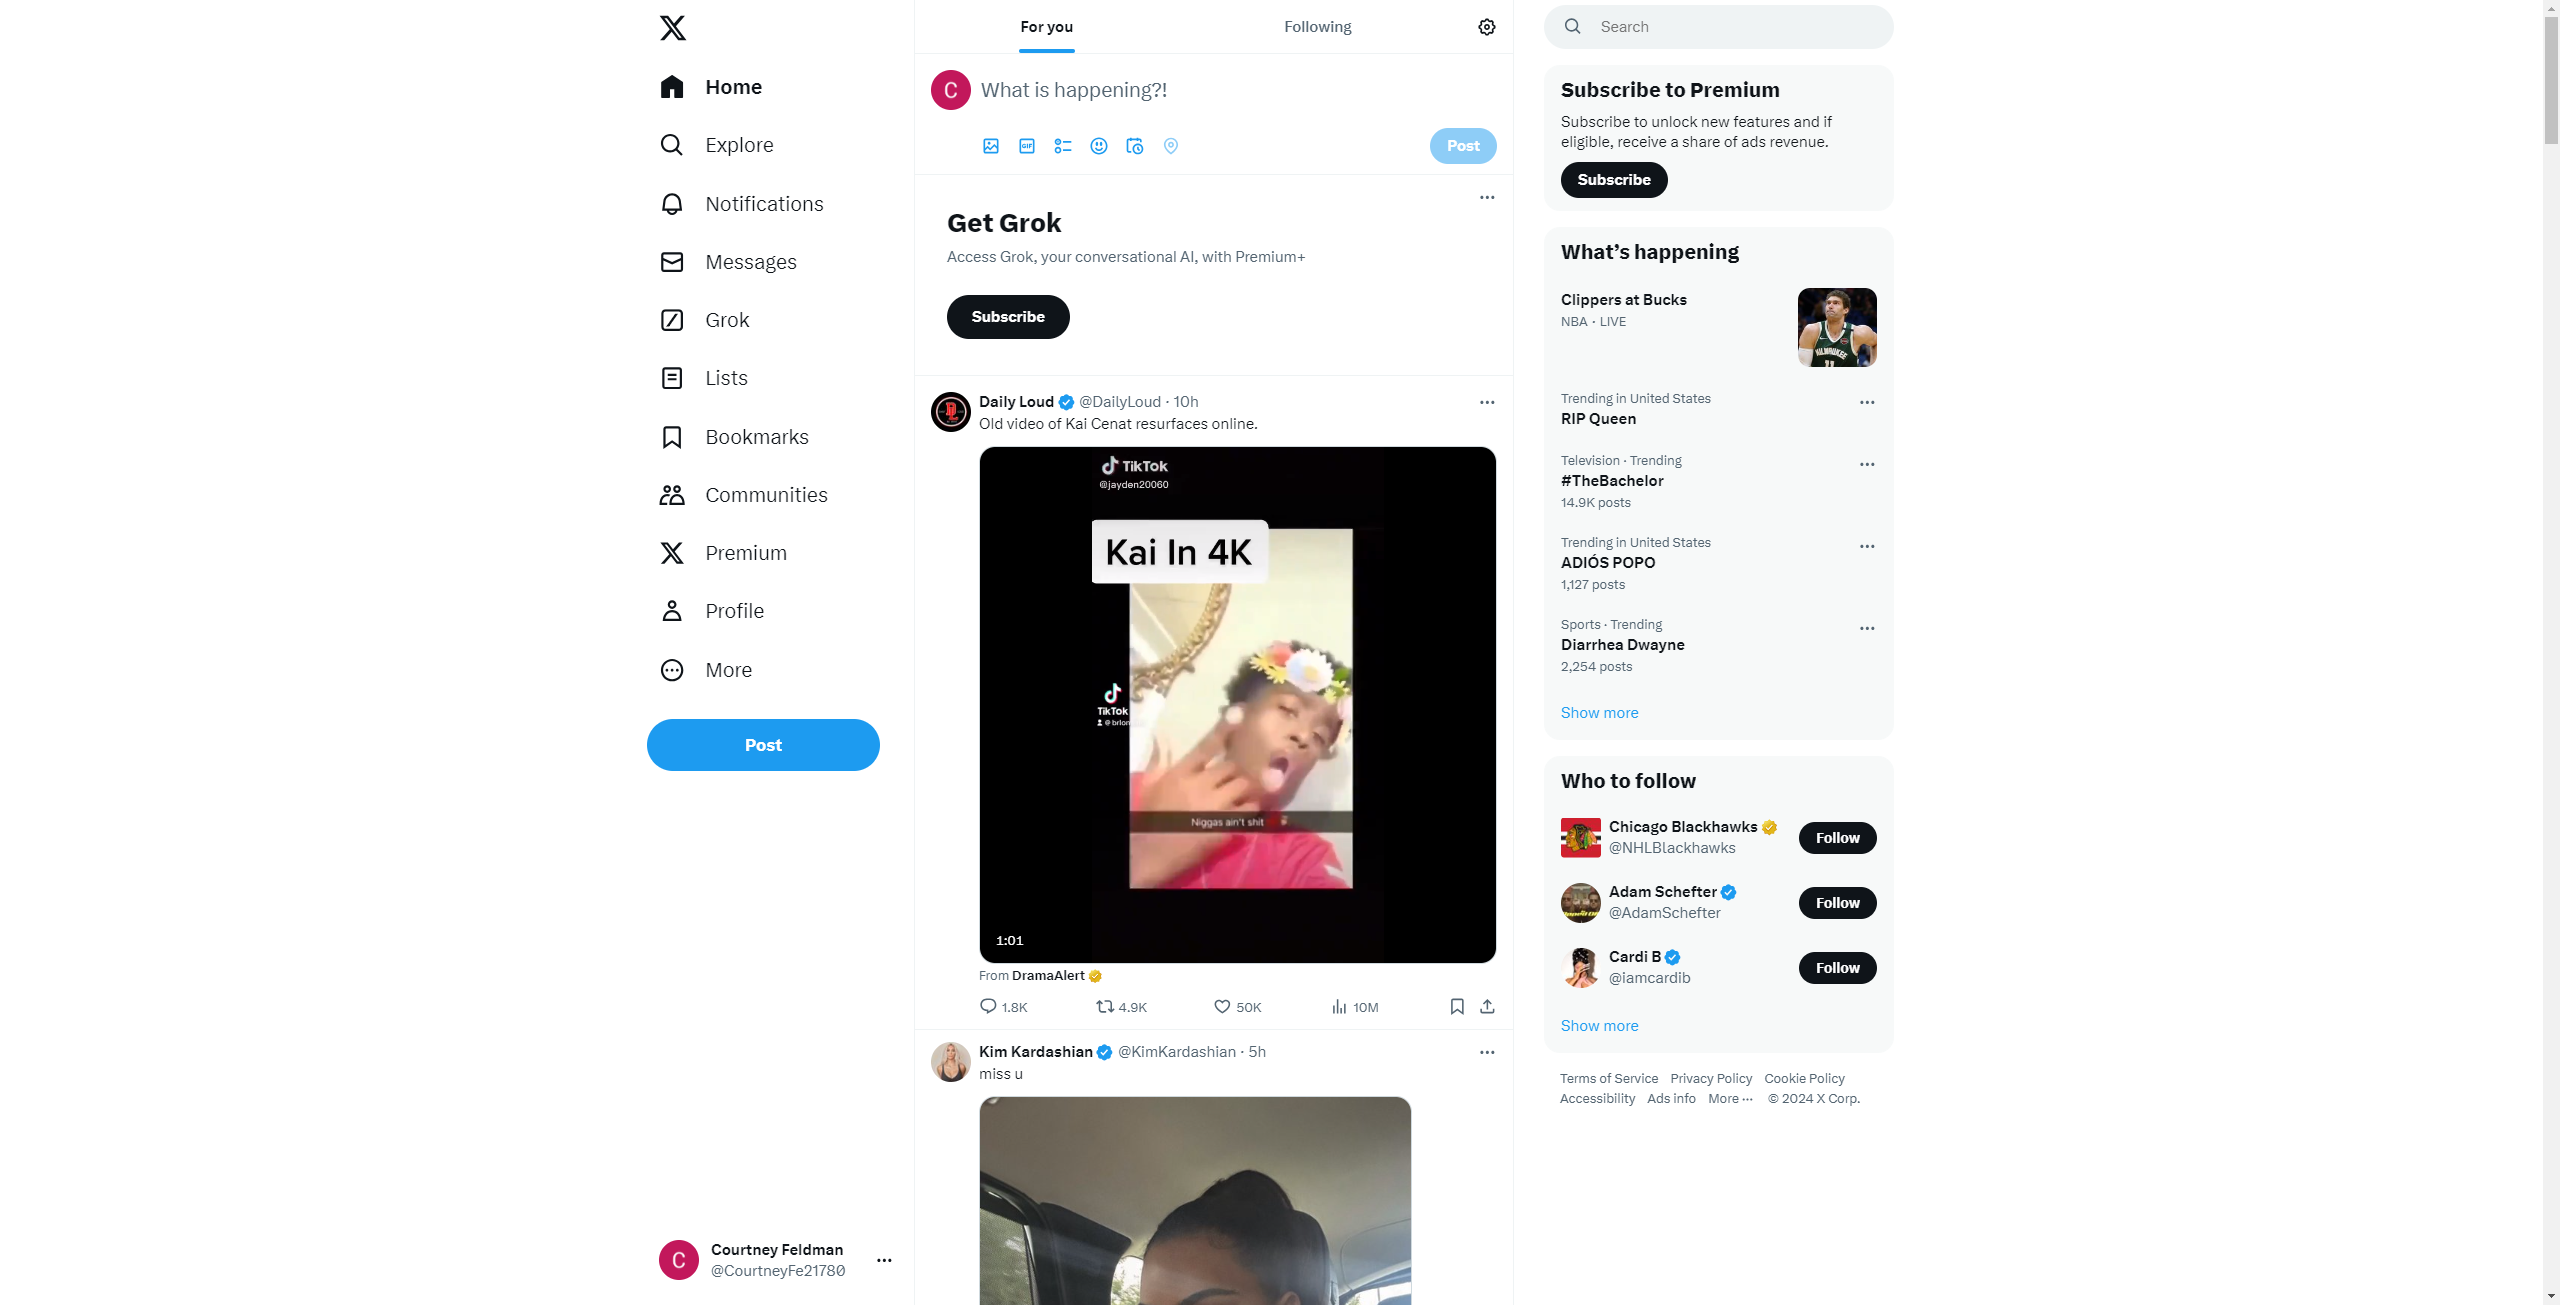 Home
Explore
Notifications
Messages
Grok
Lists
Bookmarks
Communities
Premium
Profile
More
Post
Courtney Feldman
@CourtneyFe21780
For you
Following
What is happening?!
GIF
Post
Get Grok
Access Grok, your conversational AI, with Premium+
Subscribe
Daily Loud @DailyLoud · 10h
Old video of Kai Cenat resurfaces online.
TikTok
@jayden20060
Kai In 4K
TikTok
Niggas ain't shit
1:01
From DramaAlert
1.8K 4.9K 50K 10M
Kim Kardashian @KimKardashian · 5h
miss u
Search
Subscribe to Premium
Subscribe to unlock new features and if
eligible, receive a share of ads revenue.
Subscribe
What's happening
Clippers at Bucks
NBA · LIVE
MILWAUKEE
11
Trending in United States
RIP Queen
Television · Trending
#TheBachelor
14.9K posts
Trending in United States
ADIÓS POPO
1,127 posts
Sports · Trending
Diarrhea Dwayne
2,254 posts
Show more
Who to follow
Chicago Blackhawks
@NHLBlackhawks
Follow
Adam Schefter
@AdamSchefter
Follow
Cardi B
@iamcardib
Follow
Show more
Terms of Service Privacy Policy Cookie Policy
Accessibility Ads info More ··· © 2024 X Corp.